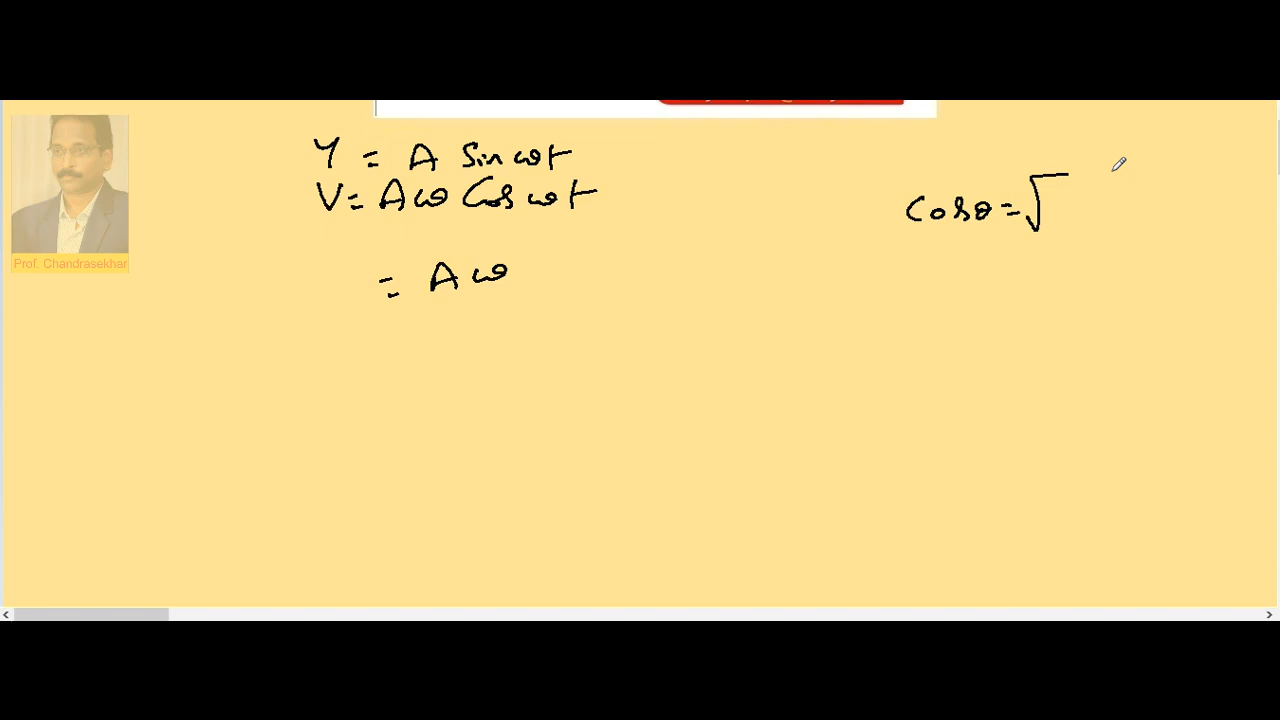 Y = A Sin ωt
V = Aω Cos ωt
Cosθ = √
= Aω
Prof. Chandrasekhar